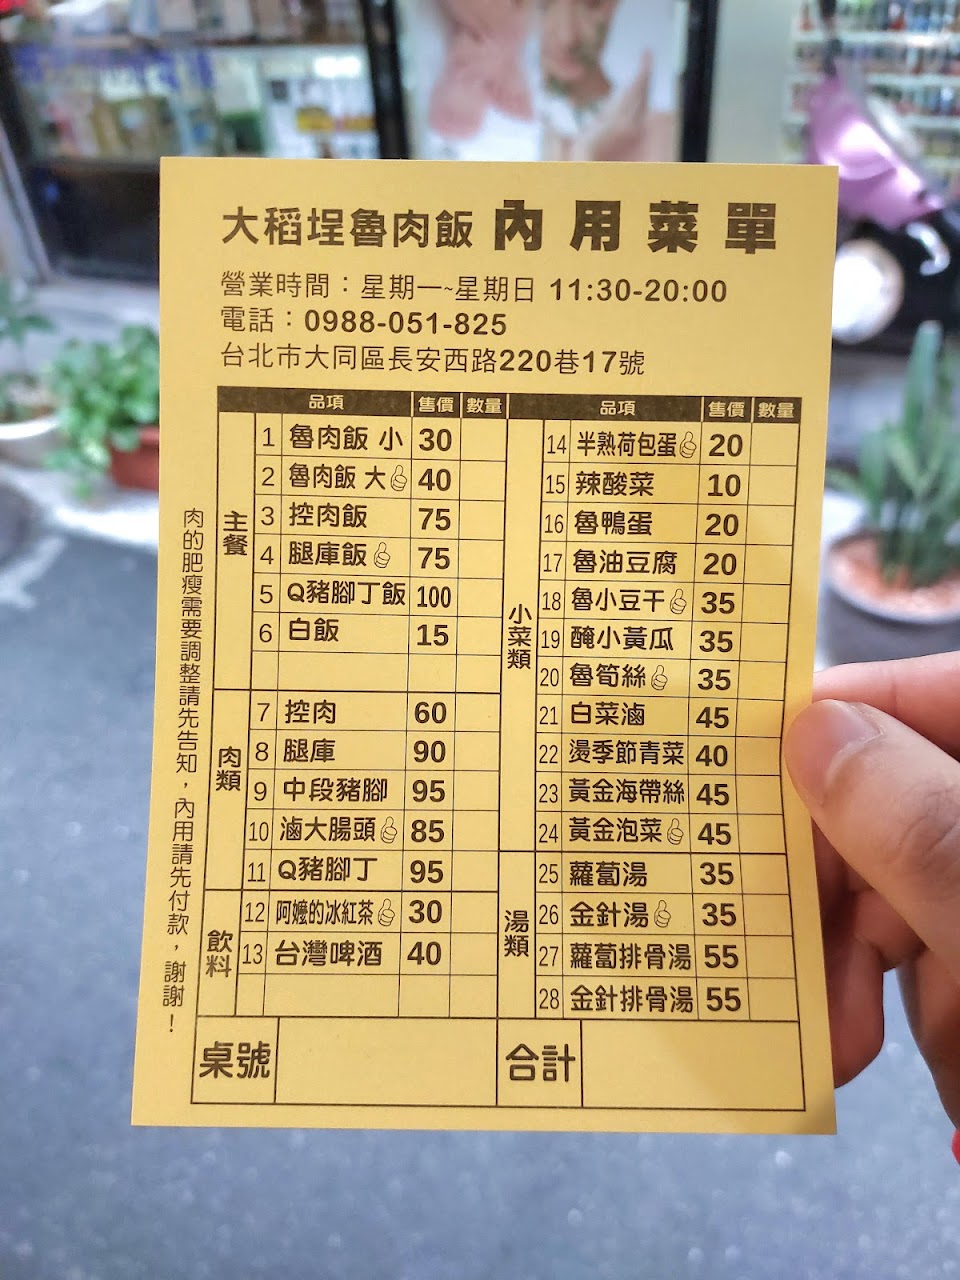 大稻埕魯肉飯 內用菜單
營業時間：星期一~星期日 11:30-20:00
電話：0988-051-825
台北市大同區長安西路220巷17號
品項 售價 數量
主餐
1 魯肉飯 小 30
2 魯肉飯 大 40
3 控肉飯 75
4 腿庫飯 75
5 Q豬腳丁飯 100
6 白飯 15
肉類
7 控肉 60
8 腿庫 90
9 中段豬腳 95
10 滷大腸頭 85
11 Q豬腳丁 95
飲料
12 阿嬤的冰紅茶 30
13 台灣啤酒 40
品項 售價 數量
小菜類
14 半熟荷包蛋 20
15 辣酸菜 10
16 魯鴨蛋 20
17 魯油豆腐 20
18 魯小豆干 35
19 醃小黃瓜 35
20 魯筍絲 35
21 白菜滷 45
22 燙季節青菜 40
23 黃金海帶絲 45
24 黃金泡菜 45
湯類
25 蘿蔔湯 35
26 金針湯 35
27 蘿蔔排骨湯 55
28 金針排骨湯 55
桌號
合計
肉的肥瘦需要調整請先告知，內用請先付款，謝謝！